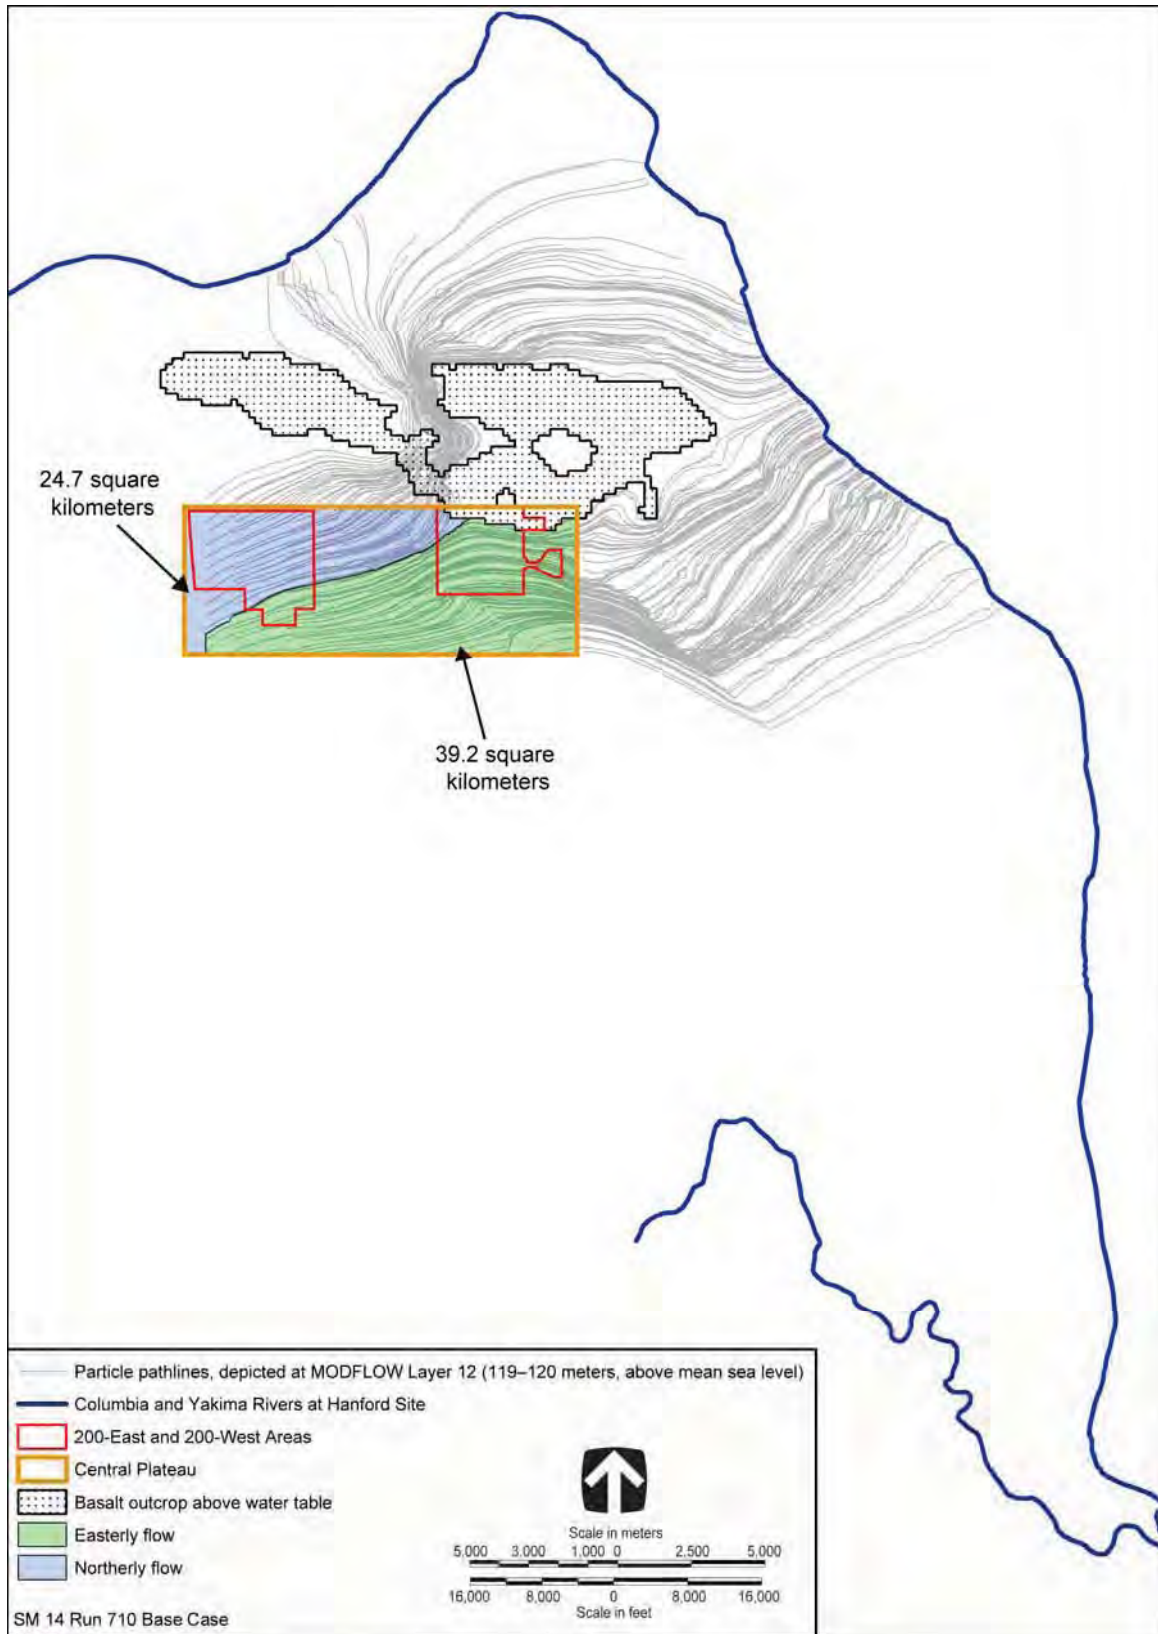 24.7 square
kilometers
39.2 square
kilometers
Particle pathlines, depicted at MODFLOW Layer 12 (119–120 meters, above mean sea level)
Columbia and Yakima Rivers at Hanford Site
200-East and 200-West Areas
Central Plateau
Basalt outcrop above water table
Easterly flow
Northerly flow
SM 14 Run 710 Base Case
Scale in meters
5,000 3,000 1,000 0 2,500 5,000
16,000 8,000 0 8,000 16,000
Scale in feet